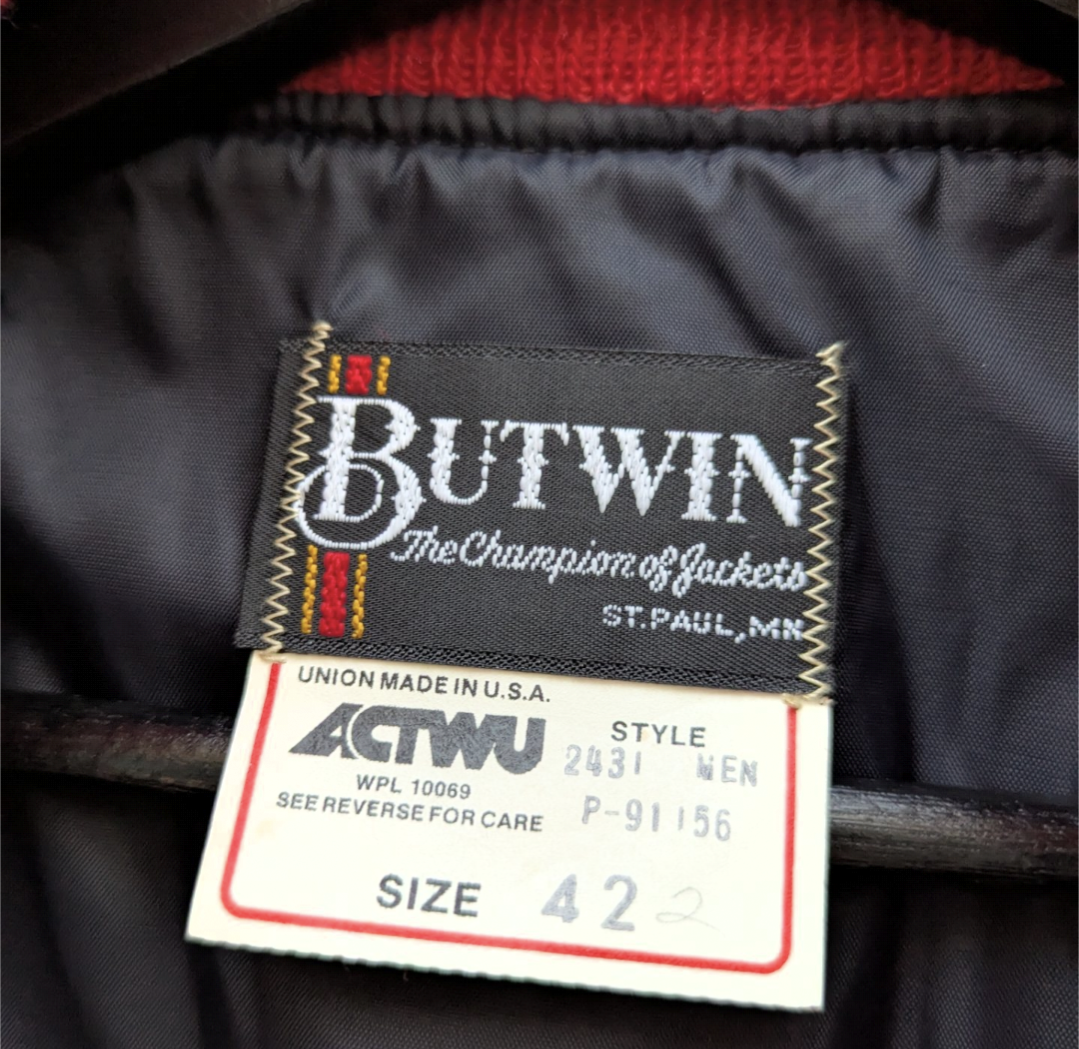 BUTWIN
The Champion of Jackets
ST. PAUL, MN
UNION MADE IN U.S.A.
ACTWU
STYLE
2431 MEN
WPL 10069
P-91156
SEE REVERSE FOR CARE
SIZE 42 2